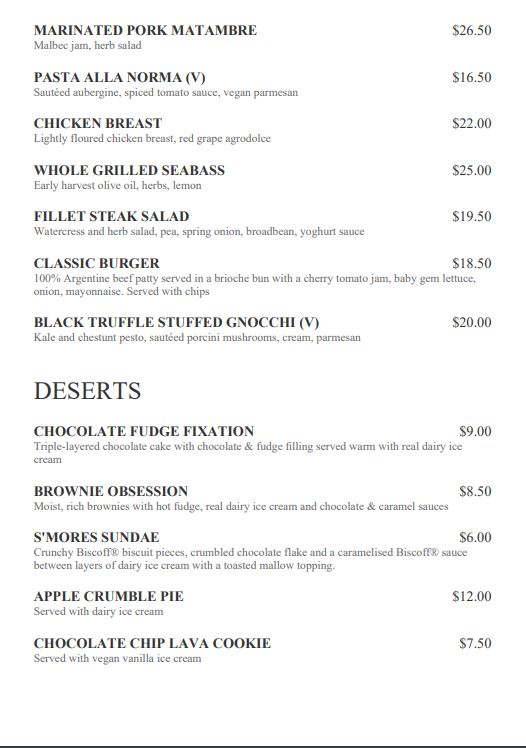 MARINATED PORK MATAMBRE $26.50
Malbec jam, herb salad
PASTA ALLA NORMA (V) $16.50
Sautéed aubergine, spiced tomato sauce, vegan parmesan
CHICKEN BREAST $22.00
Lightly floured chicken breast, red grape agrodolce
WHOLE GRILLED SEABASS $25.00
Early harvest olive oil, herbs, lemon
FILLET STEAK SALAD $19.50
Watercress and herb salad, pea, spring onion, broadbean, yoghurt sauce
CLASSIC BURGER $18.50
100% Argentine beef patty served in a brioche bun with a cherry tomato jam, baby gem lettuce,
onion, mayonnaise. Served with chips
BLACK TRUFFLE STUFFED GNOCCHI (V) $20.00
Kale and chestunt pesto, sautéed porcini mushrooms, cream, parmesan
DESERTS
CHOCOLATE FUDGE FIXATION $9.00
Triple-layered chocolate cake with chocolate & fudge filling served warm with real dairy ice
cream
BROWNIE OBSESSION $8.50
Moist, rich brownies with hot fudge, real dairy ice cream and chocolate & caramel sauces
S'MORES SUNDAE $6.00
Crunchy Biscoff® biscuit pieces, crumbled chocolate flake and a caramelised Biscoff® sauce
between layers of dairy ice cream with a toasted mallow topping.
APPLE CRUMBLE PIE $12.00
Served with dairy ice cream
CHOCOLATE CHIP LAVA COOKIE $7.50
Served with vegan vanilla ice cream